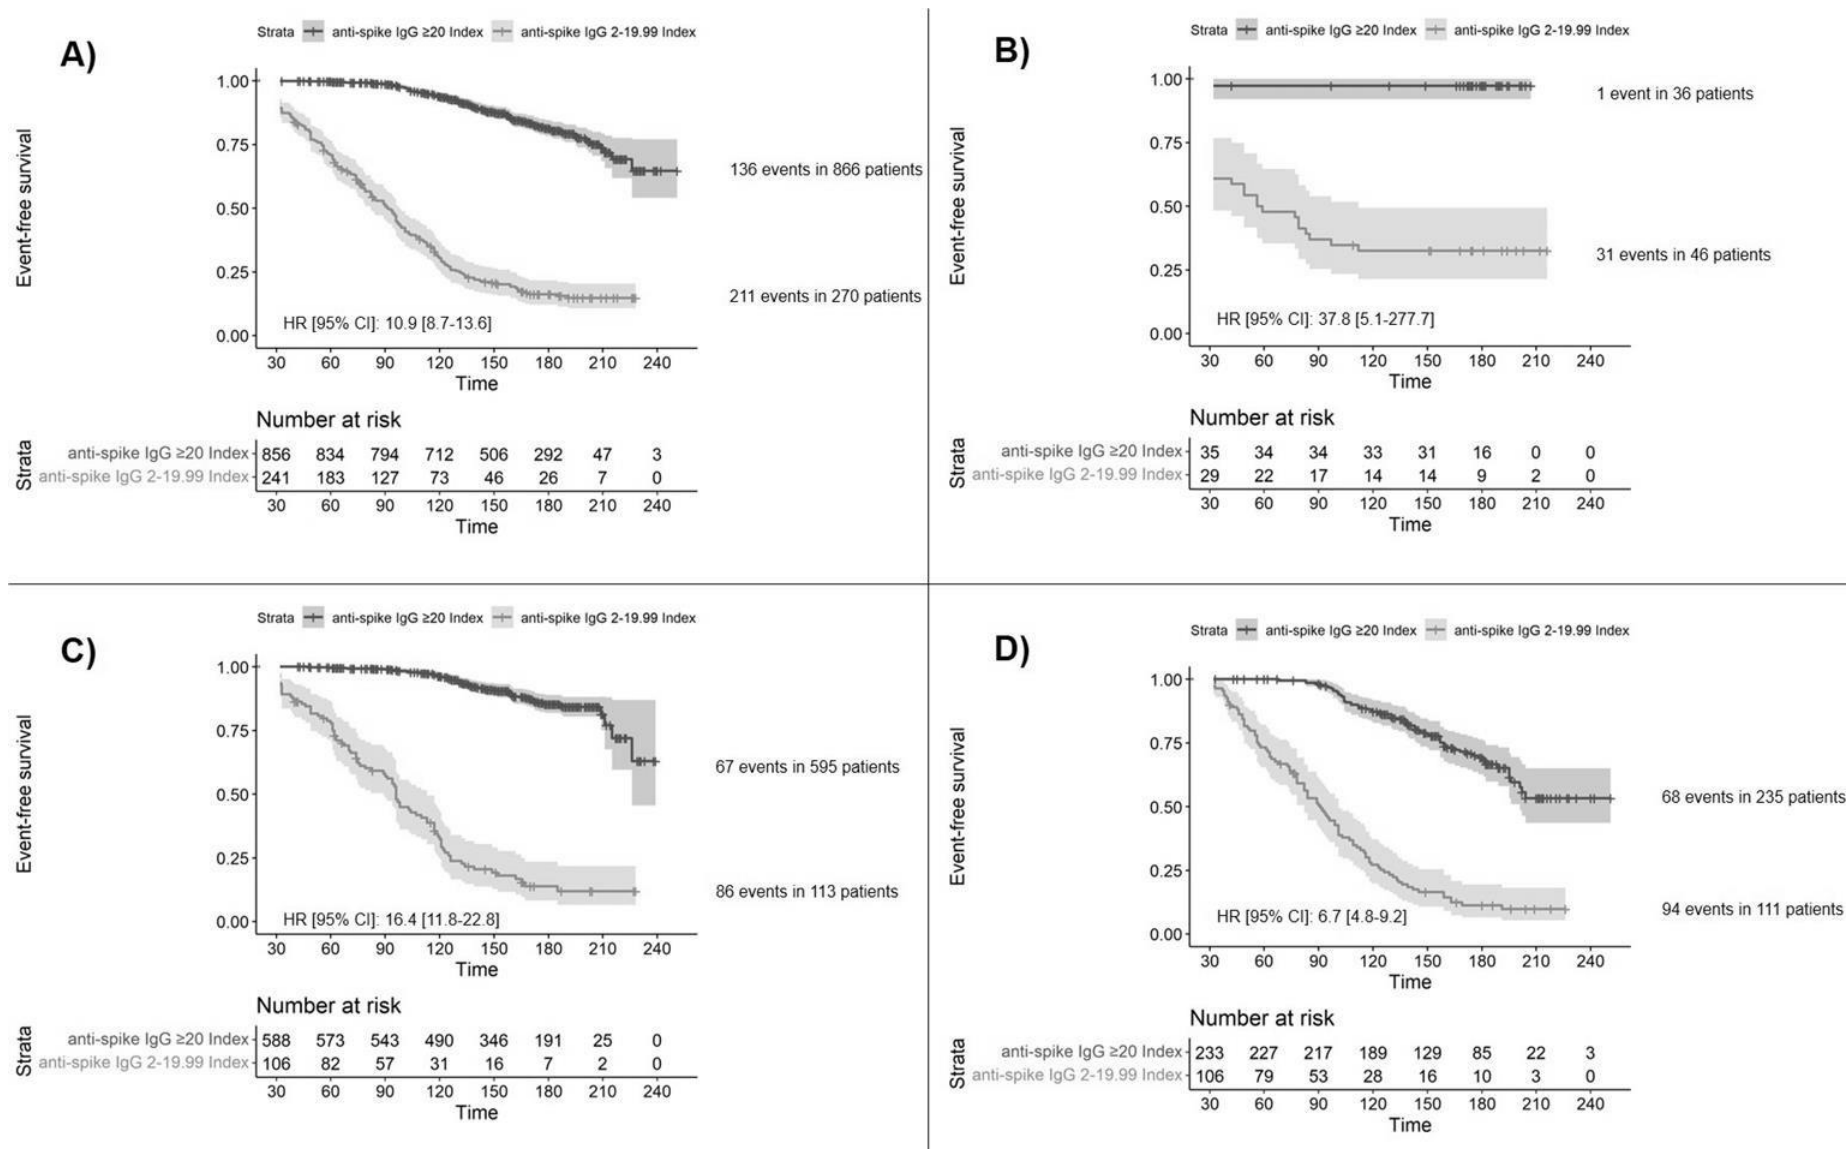 A)
Strata anti-spike IgG ≥20 Index anti-spike IgG 2-19.99 Index
Event-free survival
1.00
0.75
0.50
0.25
0.00
136 events in 866 patients
211 events in 270 patients
HR [95% CI]: 10.9 [8.7-13.6]
30 60 90 120 150 180 210 240
Time
Number at risk
Strata
anti-spike IgG ≥20 Index 856 834 794 712 506 292 47 3
anti-spike IgG 2-19.99 Index 241 183 127 73 46 26 7 0
30 60 90 120 150 180 210 240
Time
B)
Strata anti-spike IgG ≥20 Index anti-spike IgG 2-19.99 Index
Event-free survival
1.00
0.75
0.50
0.25
0.00
1 event in 36 patients
31 events in 46 patients
HR [95% CI]: 37.8 [5.1-277.7]
30 60 90 120 150 180 210 240
Time
Number at risk
Strata
anti-spike IgG ≥20 Index 35 34 34 33 31 16 0 0
anti-spike IgG 2-19.99 Index 29 22 17 14 14 9 2 0
30 60 90 120 150 180 210 240
Time
C)
Strata anti-spike IgG ≥20 Index anti-spike IgG 2-19.99 Index
Event-free survival
1.00
0.75
0.50
0.25
0.00
67 events in 595 patients
86 events in 113 patients
HR [95% CI]: 16.4 [11.8-22.8]
30 60 90 120 150 180 210 240
Time
Number at risk
Strata
anti-spike IgG ≥20 Index 588 573 543 490 346 191 25 0
anti-spike IgG 2-19.99 Index 106 82 57 31 16 7 2 0
30 60 90 120 150 180 210 240
Time
D)
Strata anti-spike IgG ≥20 Index anti-spike IgG 2-19.99 Index
Event-free survival
1.00
0.75
0.50
0.25
0.00
68 events in 235 patients
94 events in 111 patients
HR [95% CI]: 6.7 [4.8-9.2]
30 60 90 120 150 180 210 240
Time
Number at risk
Strata
anti-spike IgG ≥20 Index 233 227 217 189 129 85 22 3
anti-spike IgG 2-19.99 Index 106 79 53 28 16 10 3 0
30 60 90 120 150 180 210 240
Time